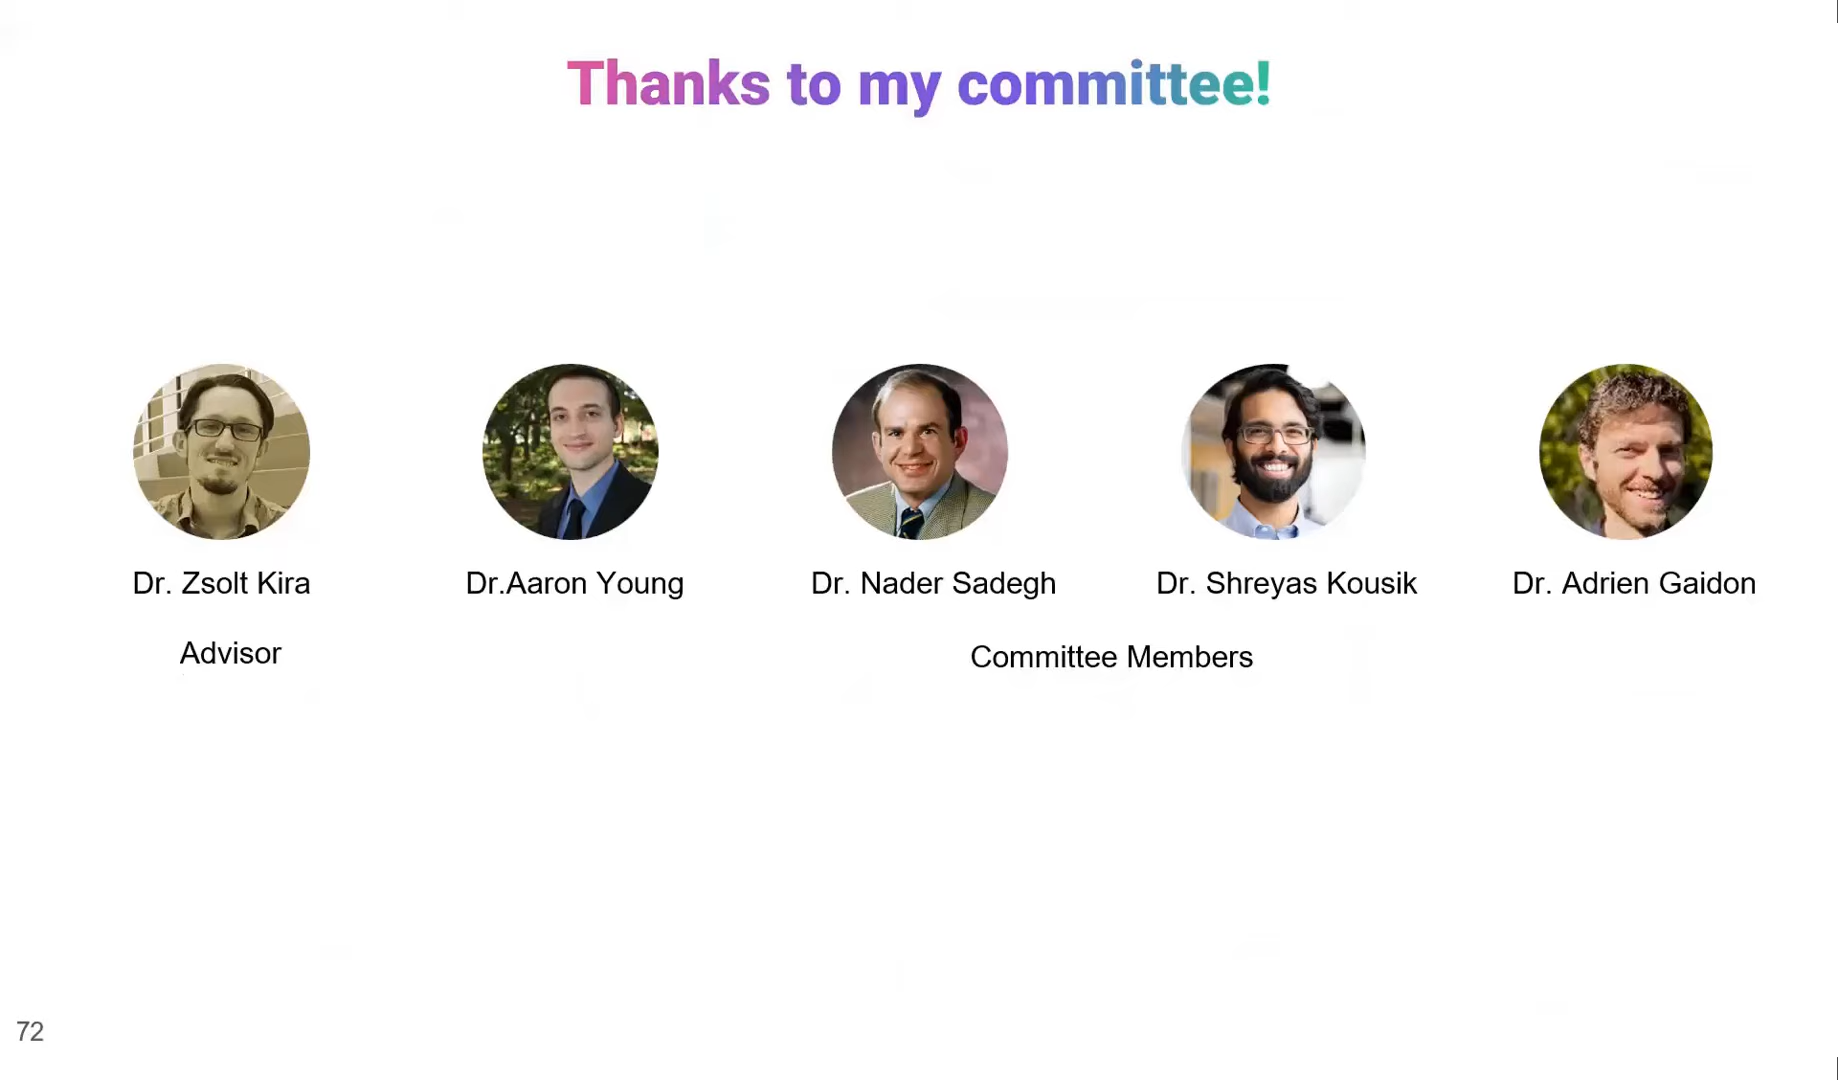 Thanks to my committee!
Dr. Zsolt Kira
Dr.Aaron Young
Dr. Nader Sadegh
Dr. Shreyas Kousik
Dr. Adrien Gaidon
Advisor
Committee Members
72